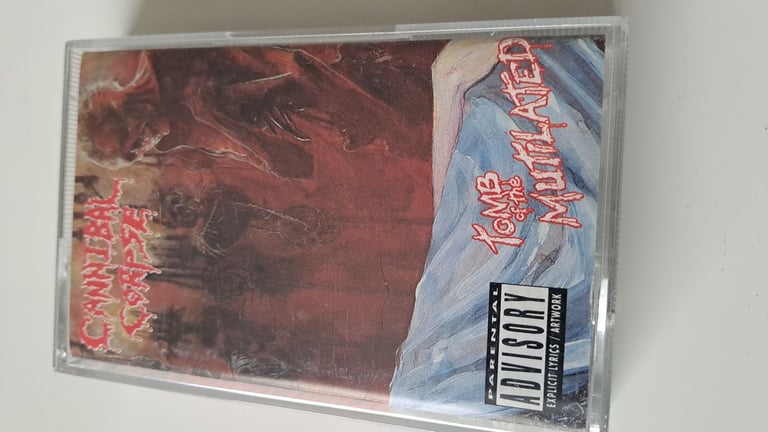 CANNIBAL
CORPSE
TOMB
of the
MUTILATED
PARENTAL
ADVISORY
EXPLICIT LYRICS / ARTWORK